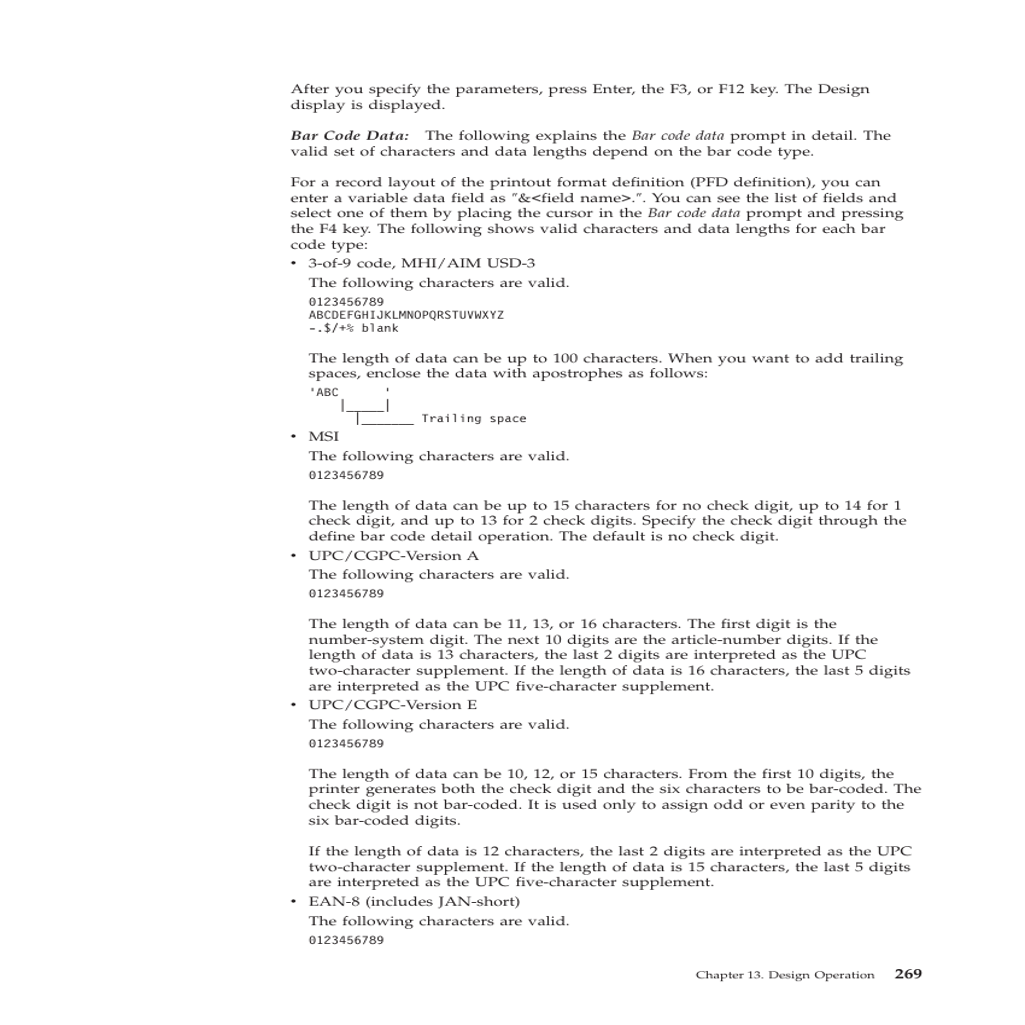 After you specify the parameters, press Enter, the F3, or F12 key. The Design
display is displayed.
Bar Code Data: The following explains the Bar code data prompt in detail. The
valid set of characters and data lengths depend on the bar code type.
For a record layout of the printout format definition (PFD definition), you can
enter a variable data field as ″&<field name>.″. You can see the list of fields and
select one of them by placing the cursor in the Bar code data prompt and pressing
the F4 key. The following shows valid characters and data lengths for each bar
code type:
• 3-of-9 code, MHI/AIM USD-3
The following characters are valid.
0123456789
ABCDEFGHIJKLMNOPQRSTUVWXYZ
-.$/+% blank
The length of data can be up to 100 characters. When you want to add trailing
spaces, enclose the data with apostrophes as follows:
'ABC      '
|_____|
|_______ Trailing space
• MSI
The following characters are valid.
0123456789
The length of data can be up to 15 characters for no check digit, up to 14 for 1
check digit, and up to 13 for 2 check digits. Specify the check digit through the
define bar code detail operation. The default is no check digit.
• UPC/CGPC-Version A
The following characters are valid.
0123456789
The length of data can be 11, 13, or 16 characters. The first digit is the
number-system digit. The next 10 digits are the article-number digits. If the
length of data is 13 characters, the last 2 digits are interpreted as the UPC
two-character supplement. If the length of data is 16 characters, the last 5 digits
are interpreted as the UPC five-character supplement.
• UPC/CGPC-Version E
The following characters are valid.
0123456789
The length of data can be 10, 12, or 15 characters. From the first 10 digits, the
printer generates both the check digit and the six characters to be bar-coded. The
check digit is not bar-coded. It is used only to assign odd or even parity to the
six bar-coded digits.
If the length of data is 12 characters, the last 2 digits are interpreted as the UPC
two-character supplement. If the length of data is 15 characters, the last 5 digits
are interpreted as the UPC five-character supplement.
• EAN-8 (includes JAN-short)
The following characters are valid.
0123456789
Chapter 13. Design Operation 269